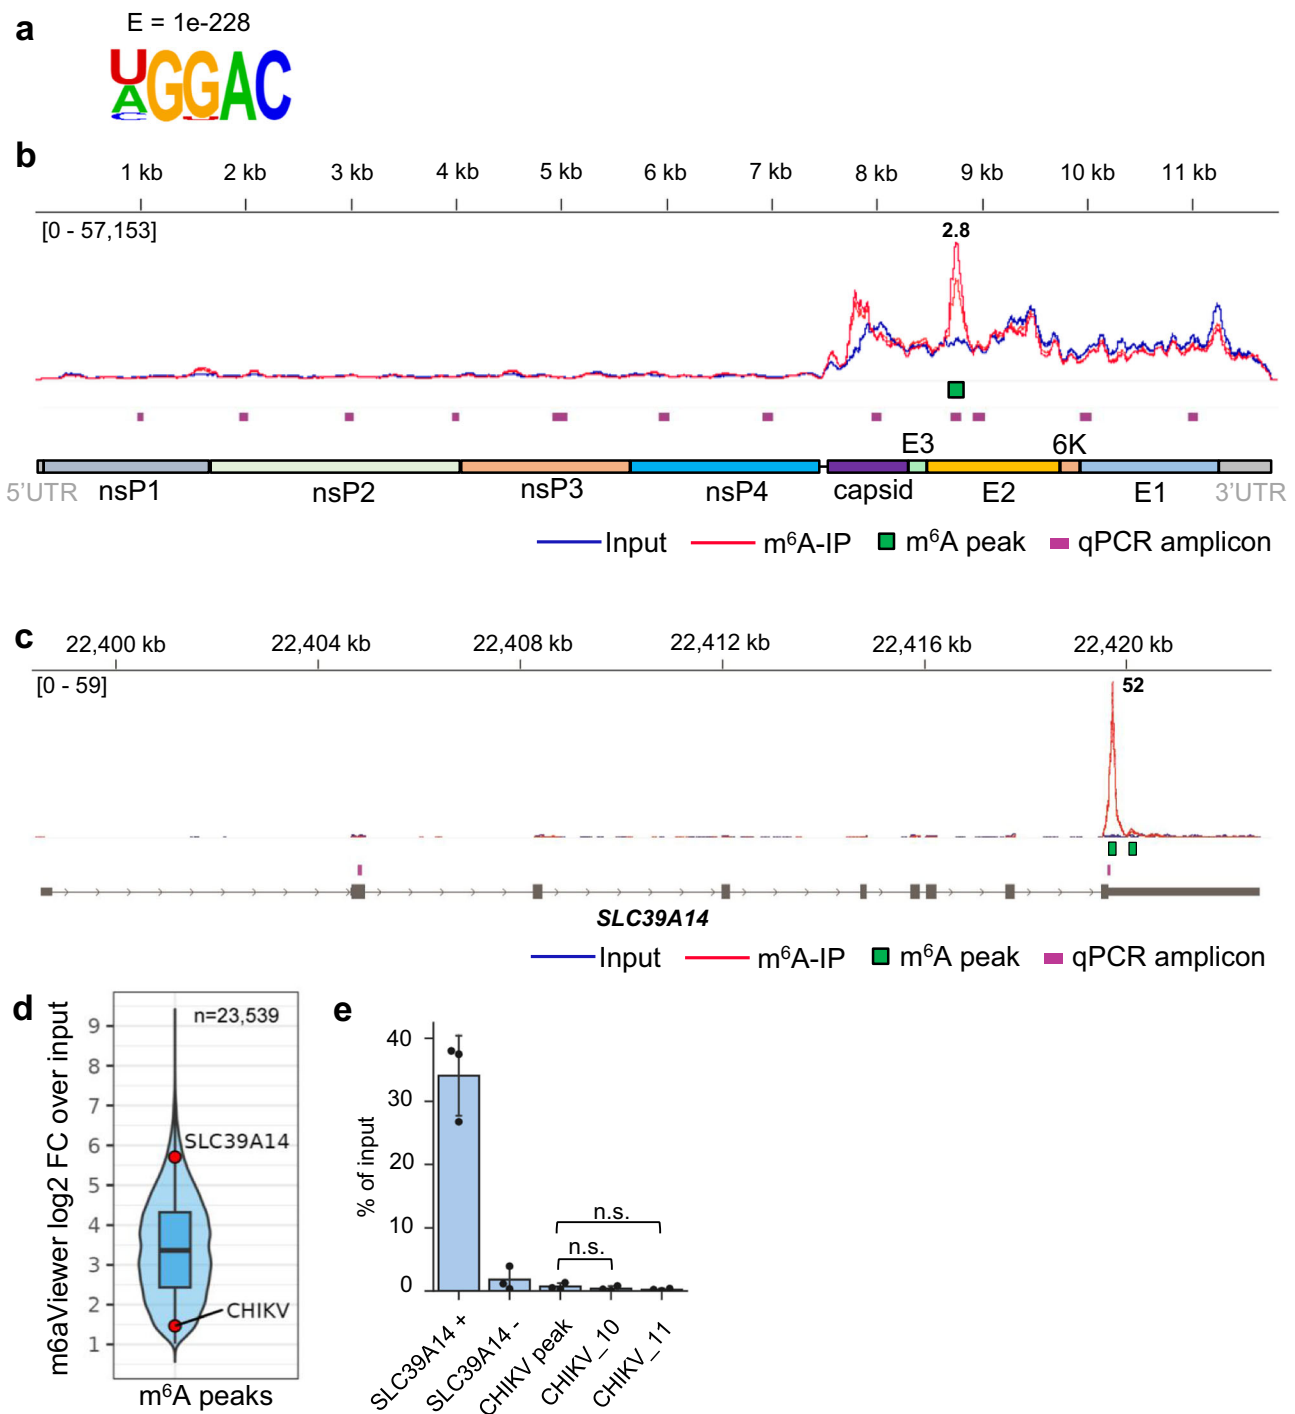 a
E = 1e-228
UAC GGAC
b
1 kb 2 kb 3 kb 4 kb 5 kb 6 kb 7 kb 8 kb 9 kb 10 kb 11 kb
[0 - 57,153]
2.8
E3 6K
5'UTR nsP1 nsP2 nsP3 nsP4 capsid E2 E1 3'UTR
Input m⁶A-IP m⁶A peak qPCR amplicon
c
22,400 kb 22,404 kb 22,408 kb 22,412 kb 22,416 kb 22,420 kb
[0 - 59]
52
SLC39A14
Input m⁶A-IP m⁶A peak qPCR amplicon
d
m6aViewer log2 FC over input
n=23,539
9
8
7
6
5
4
3
2
1
SLC39A14
CHIKV
m⁶A peaks
e
% of input
40
30
20
10
0
n.s.
n.s.
SLC39A14 +
SLC39A14 -
CHIKV peak
CHIKV_10
CHIKV_11